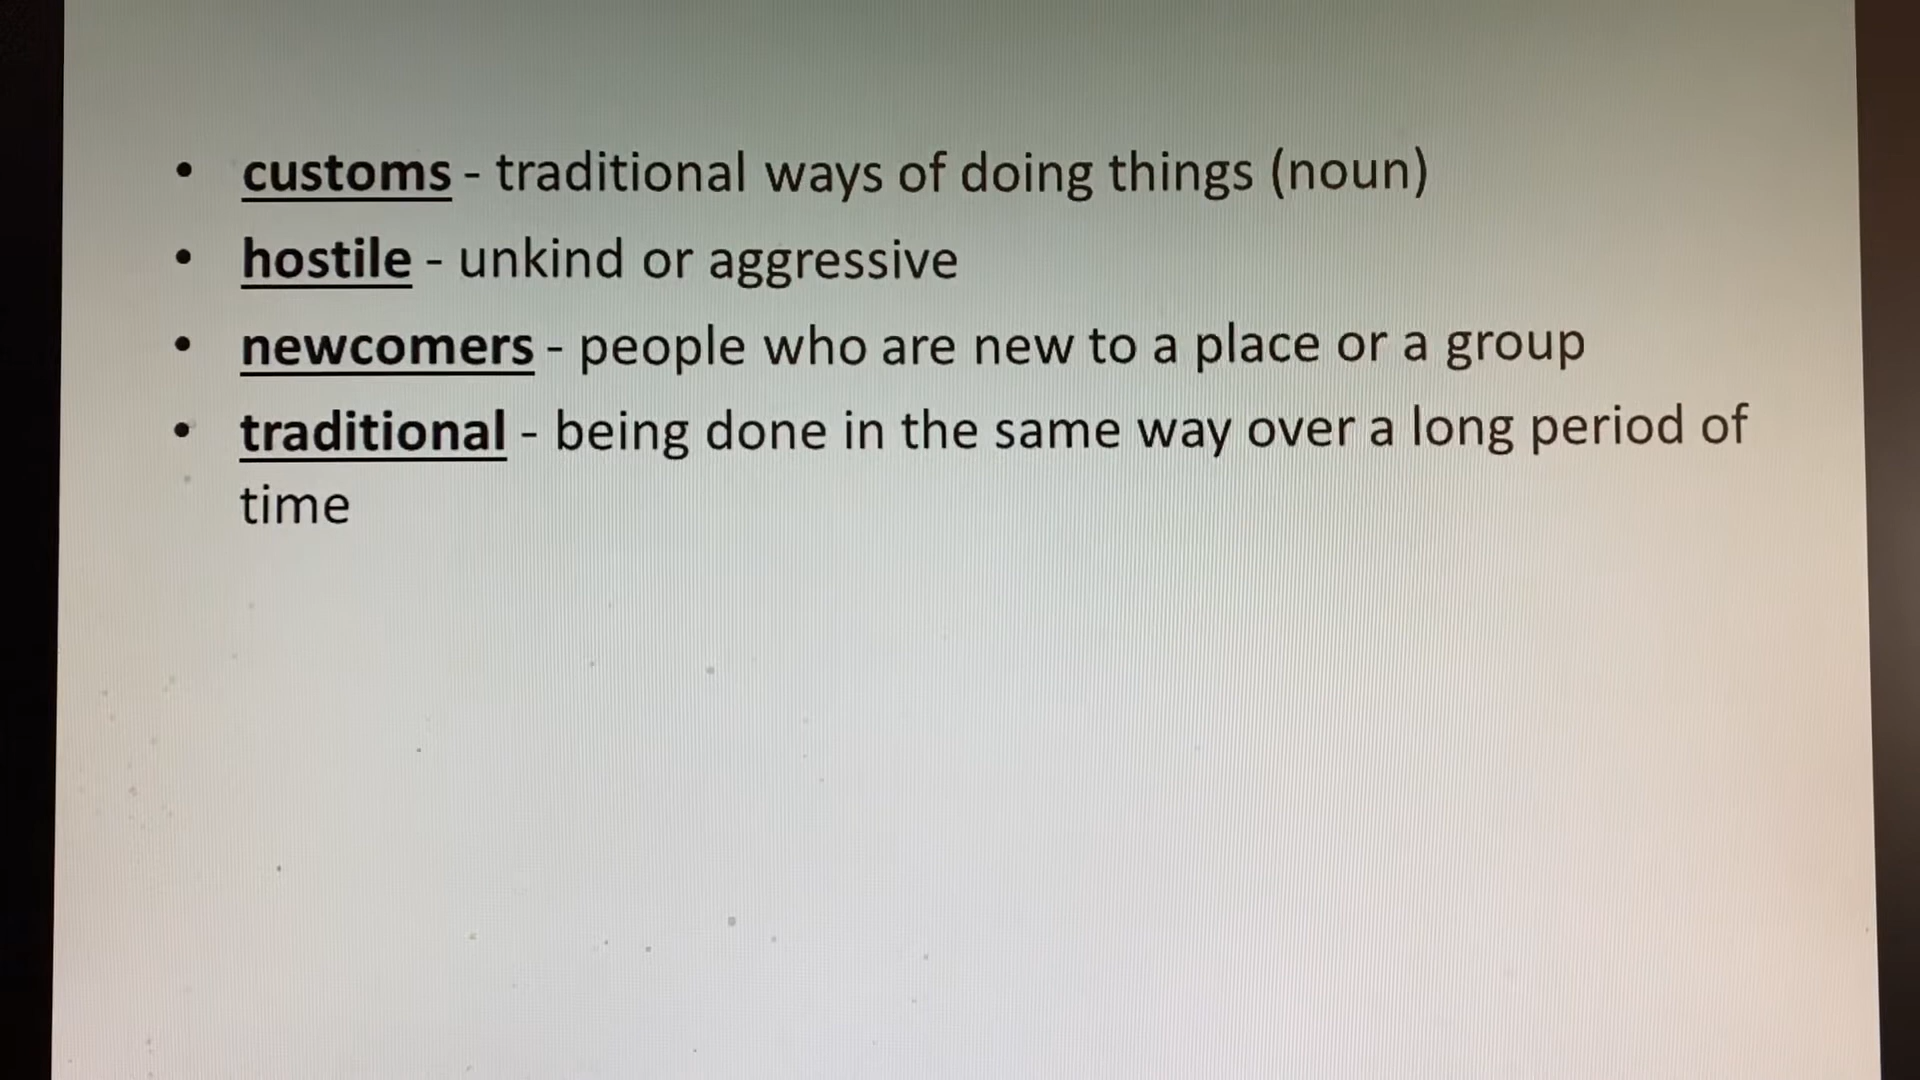 • customs - traditional ways of doing things (noun)
• hostile - unkind or aggressive
• newcomers - people who are new to a place or a group
• traditional - being done in the same way over a long period of
time